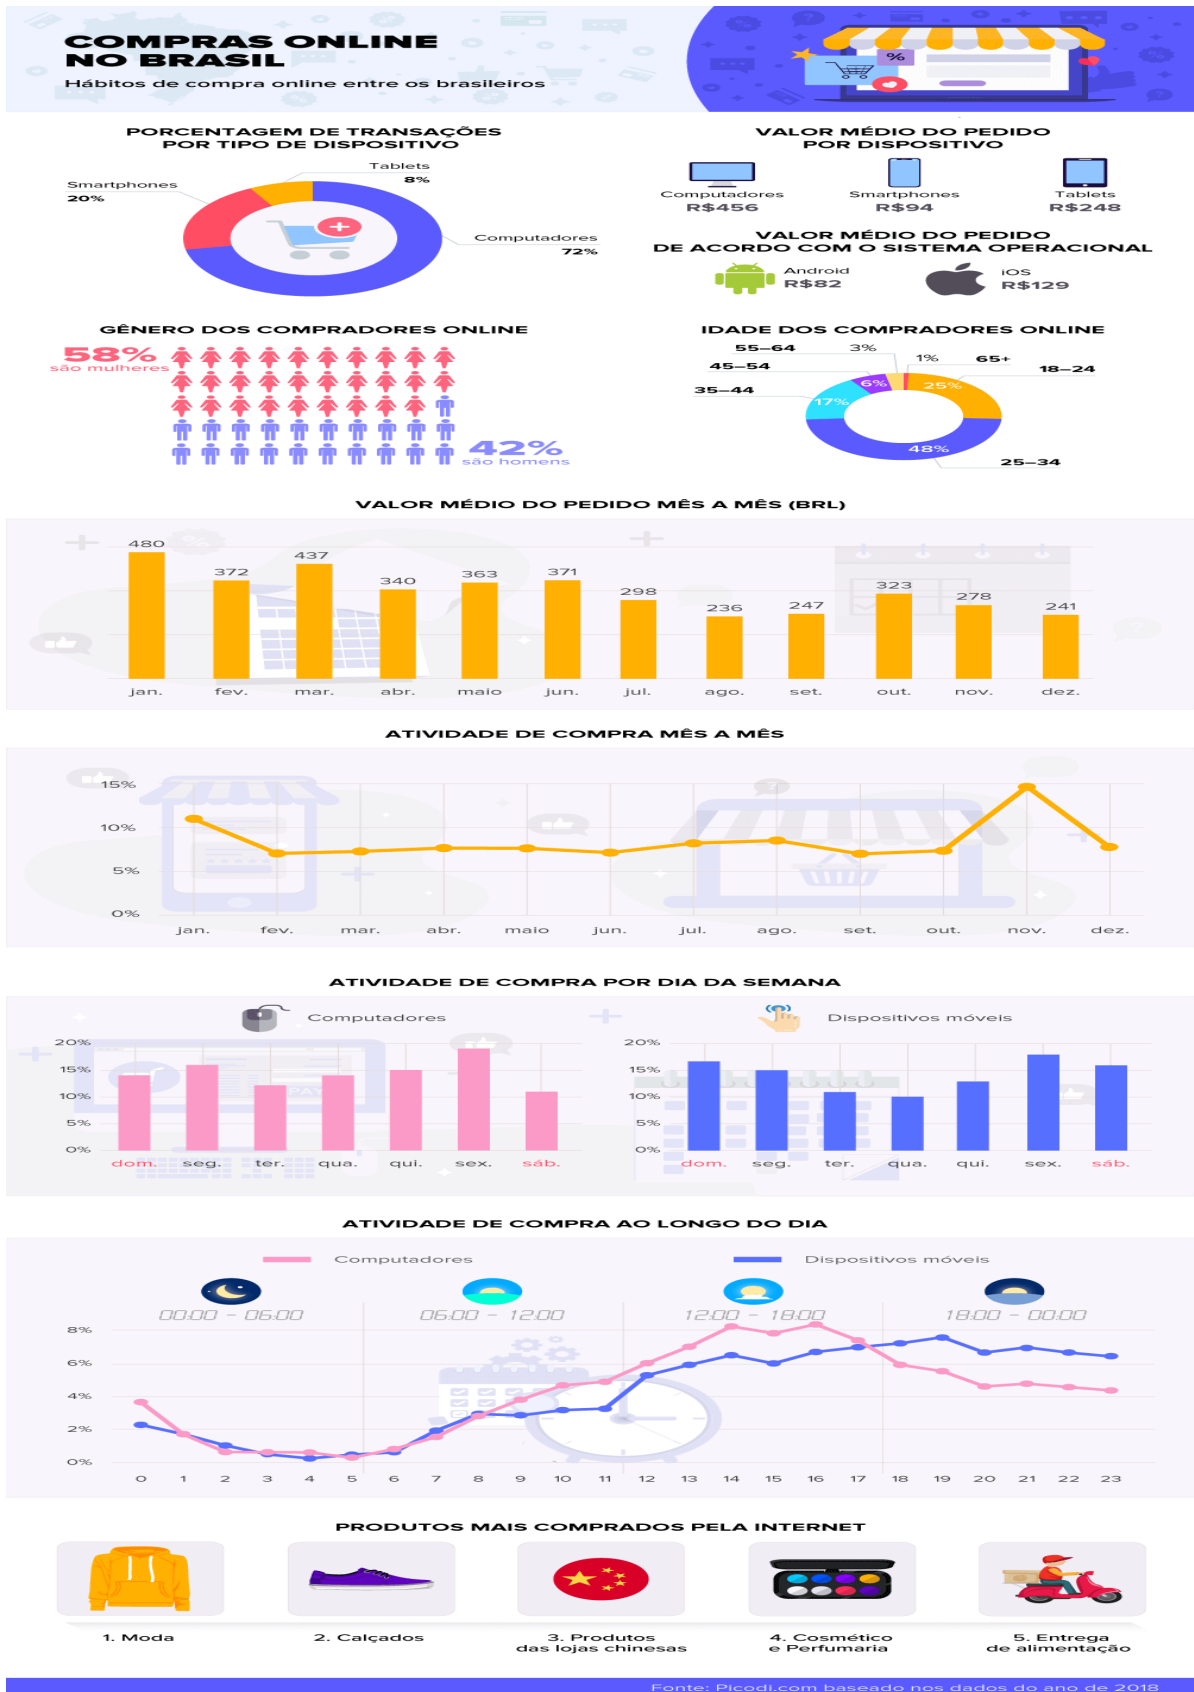 COMPRAS ONLINE
NO BRASIL
Hábitos de compra online entre os brasileiros
PORCENTAGEM DE TRANSAÇÕES
POR TIPO DE DISPOSITIVO
Tablets
8%
Smartphones
20%
Computadores
72%
VALOR MÉDIO DO PEDIDO
POR DISPOSITIVO
Computadores
R$456
Smartphones
R$94
Tablets
R$248
VALOR MÉDIO DO PEDIDO
DE ACORDO COM O SISTEMA OPERACIONAL
Android
R$82
iOS
R$129
GÊNERO DOS COMPRADORES ONLINE
58%
são mulheres
42%
são homens
IDADE DOS COMPRADORES ONLINE
55–64 3%
1% 65+
45–54 6%
18–24 25%
35–44 17%
48%
25–34
VALOR MÉDIO DO PEDIDO MÊS A MÊS (BRL)
480 372 437 340 363 371 298 236 247 323 278 241
jan. fev. mar. abr. maio jun. jul. ago. set. out. nov. dez.
ATIVIDADE DE COMPRA MÊS A MÊS
15%
10%
5%
0%
jan. fev. mar. abr. maio jun. jul. ago. set. out. nov. dez.
ATIVIDADE DE COMPRA POR DIA DA SEMANA
Computadores
20%
15%
10%
5%
0%
PAY
dom. seg. ter. qua. qui. sex. sáb.
Dispositivos móveis
20%
15%
10%
5%
0%
dom. seg. ter. qua. qui. sex. sáb.
ATIVIDADE DE COMPRA AO LONGO DO DIA
Computadores Dispositivos móveis
00:00 - 06:00 06:00 - 12:00 12:00 - 18:00 18:00 - 00:00
8%
6%
4%
2%
0%
0 1 2 3 4 5 6 7 8 9 10 11 12 13 14 15 16 17 18 19 20 21 22 23
PRODUTOS MAIS COMPRADOS PELA INTERNET
1. Moda
2. Calçados
3. Produtos
das lojas chinesas
4. Cosmético
e Perfumaria
5. Entrega
de alimentação
Fonte: Picodi.com baseado nos dados do ano de 2018